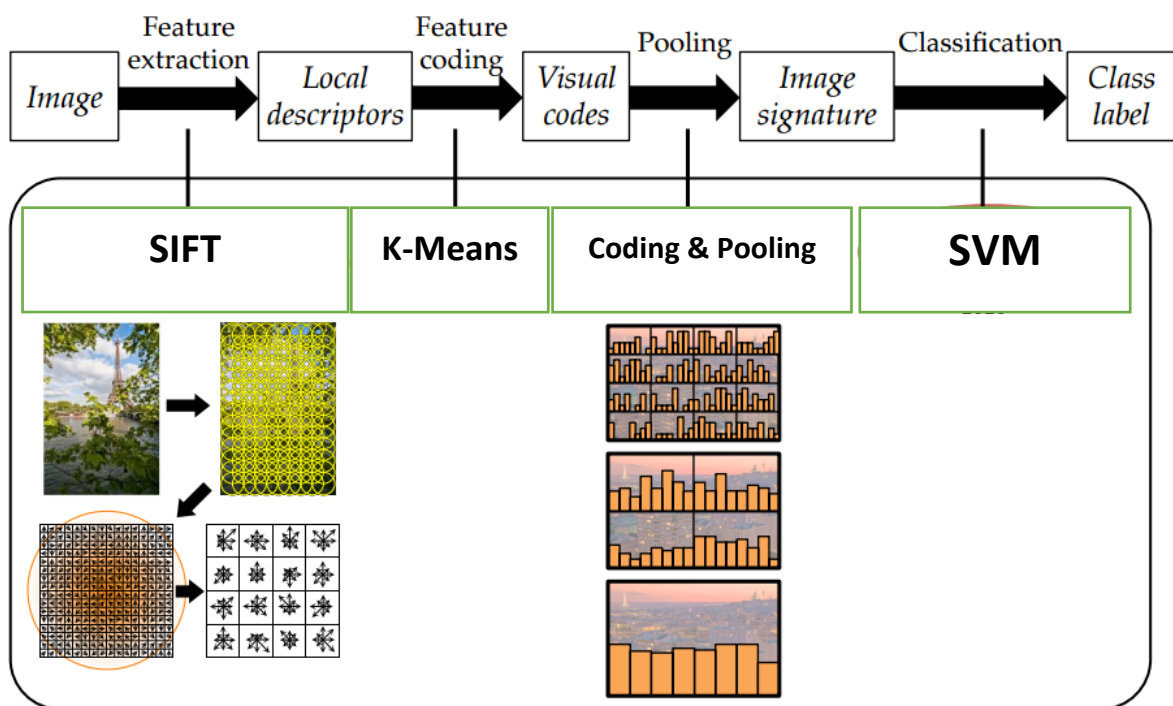 Feature
extraction
Feature
coding
Pooling
Classification
Image
Local
descriptors
Visual
codes
Image
signature
Class
label
SIFT
K-Means
Coding & Pooling
SVM